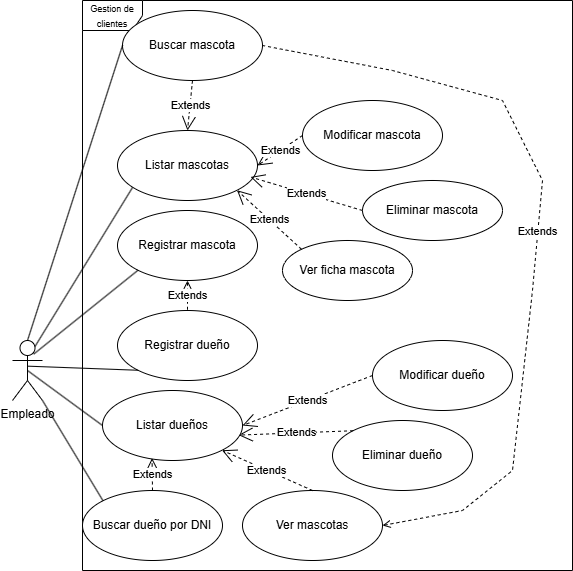 Gestion de
clientes
Buscar mascota
Extends
Extends
Modificar mascota
Extends
Listar mascotas
Extends
Eliminar mascota
Extends
Registrar mascota
Extends
Ver ficha mascota
Extends
Registrar dueño
Empleado
Modificar dueño
Extends
Listar dueños
Extends
Eliminar dueño
Extends
Extends
Buscar dueño por DNI
Ver mascotas